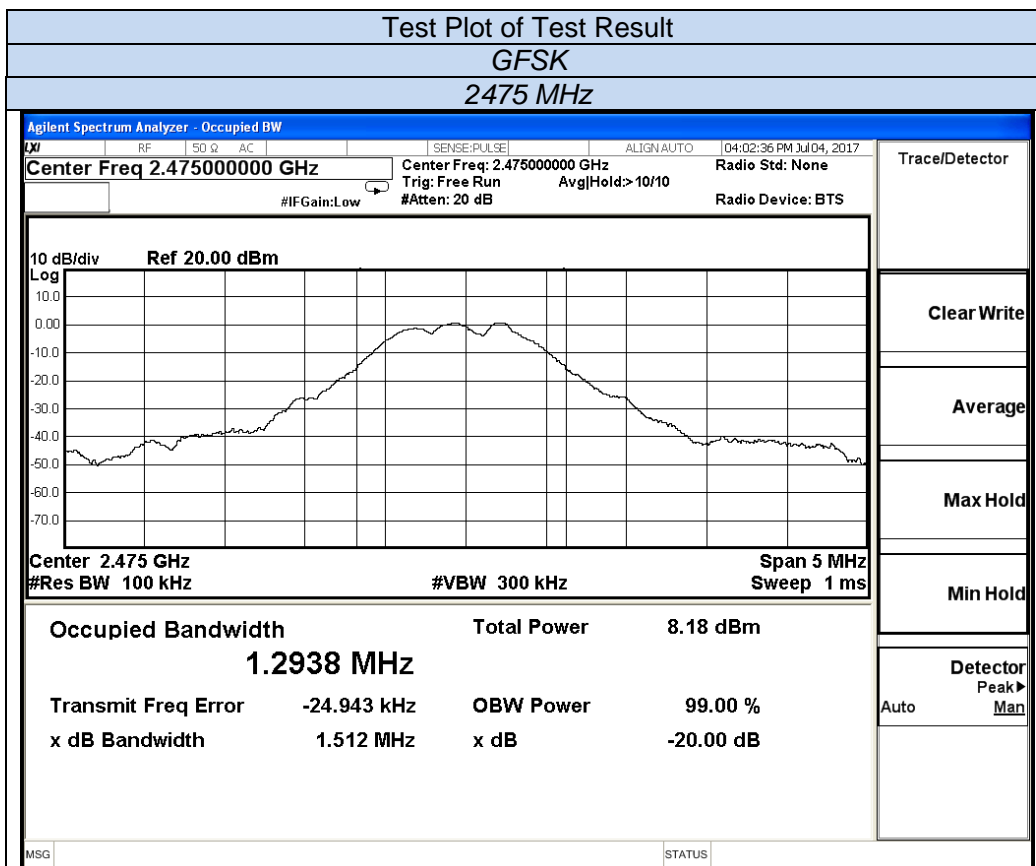 Test Plot of Test Result
GFSK
2475 MHz
Agilent Spectrum Analyzer - Occupied BW
LXI RF 50 Ω AC SENSE:PULSE ALIGN AUTO 04:02:36 PM Jul 04, 2017
Center Freq 2.475000000 GHz
Center Freq: 2.475000000 GHz Radio Std: None
Trig: Free Run Avg|Hold:> 10/10
#IFGain:Low #Atten: 20 dB Radio Device: BTS
10 dB/div Ref 20.00 dBm
Log
10.0
0.00
-10.0
-20.0
-30.0
-40.0
-50.0
-60.0
-70.0
Center 2.475 GHz Span 5 MHz
#Res BW 100 kHz #VBW 300 kHz Sweep 1 ms
Occupied Bandwidth Total Power 8.18 dBm
1.2938 MHz
Transmit Freq Error -24.943 kHz OBW Power 99.00 %
x dB Bandwidth 1.512 MHz x dB -20.00 dB
MSG STATUS
Trace/Detector
Clear Write
Average
Max Hold
Min Hold
Detector
Peak▶
Auto Man